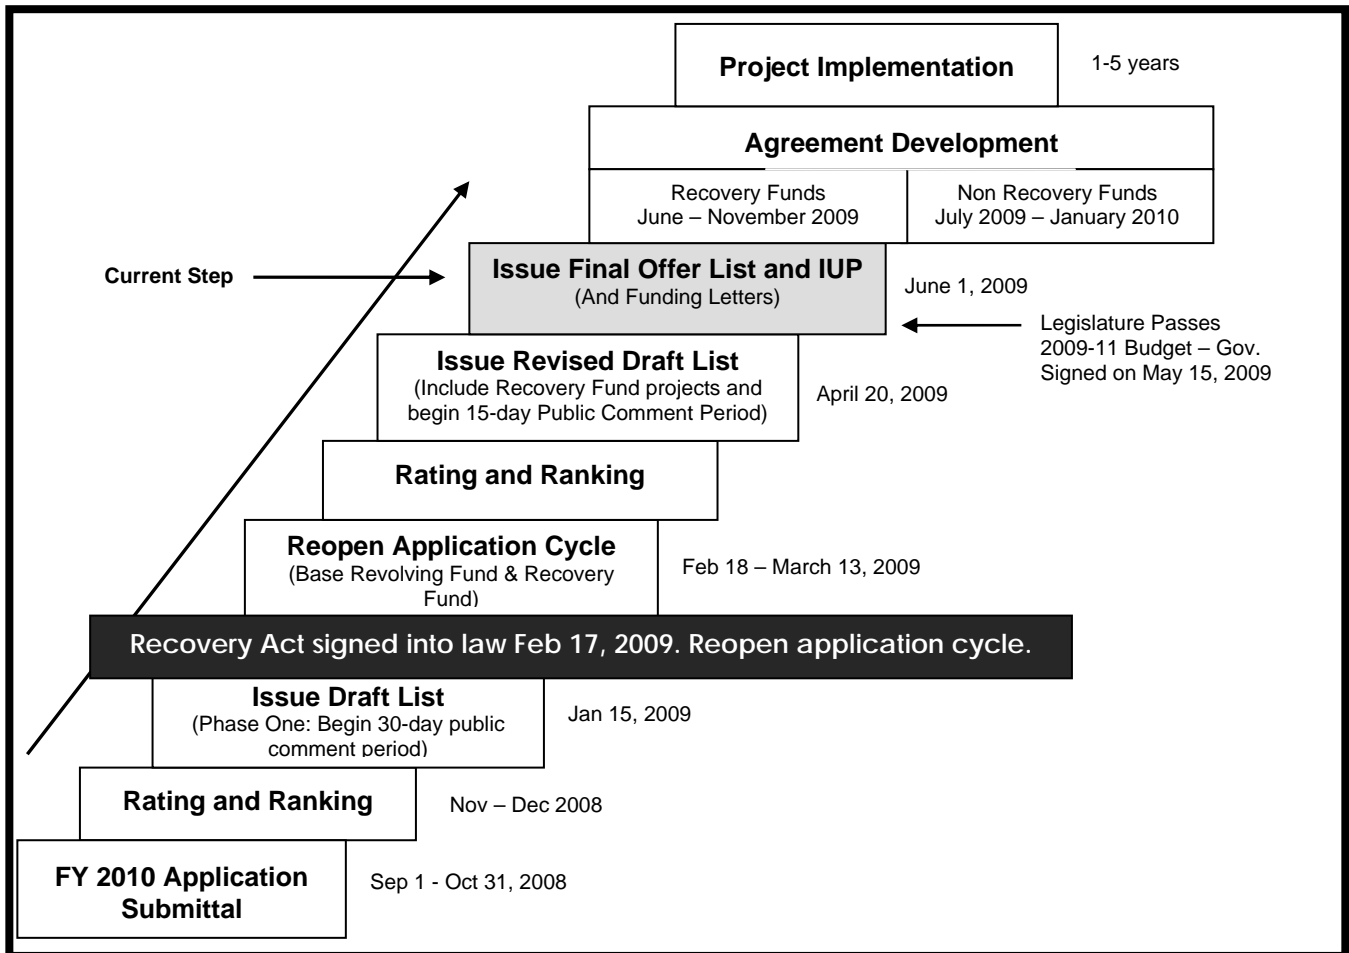 Project Implementation
1-5 years
Agreement Development
Recovery Funds
June – November 2009
Non Recovery Funds
July 2009 – January 2010
Current Step
Issue Final Offer List and IUP
(And Funding Letters)
June 1, 2009
Legislature Passes
2009-11 Budget – Gov.
Signed on May 15, 2009
Issue Revised Draft List
(Include Recovery Fund projects and
begin 15-day Public Comment Period)
April 20, 2009
Rating and Ranking
Reopen Application Cycle
(Base Revolving Fund & Recovery
Fund)
Feb 18 – March 13, 2009
Recovery Act signed into law Feb 17, 2009. Reopen application cycle.
Issue Draft List
(Phase One: Begin 30-day public
comment period)
Jan 15, 2009
Rating and Ranking
Nov – Dec 2008
FY 2010 Application
Submittal
Sep 1 - Oct 31, 2008